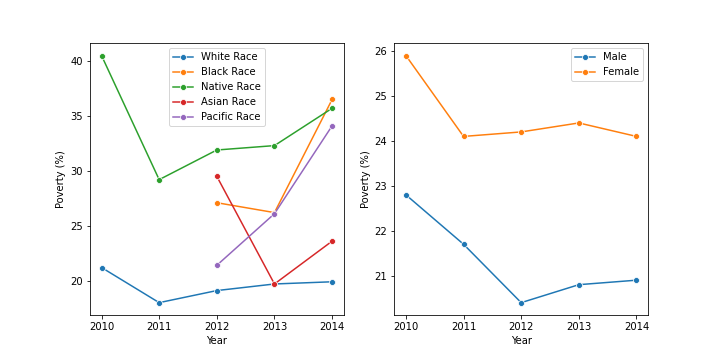 White Race
Black Race
Native Race
Asian Race
Pacific Race
40
35
30
25
20
Poverty (%)
2010 2011 2012 2013 2014
Year
Male
Female
26
25
24
23
22
21
Poverty (%)
2010 2011 2012 2013 2014
Year